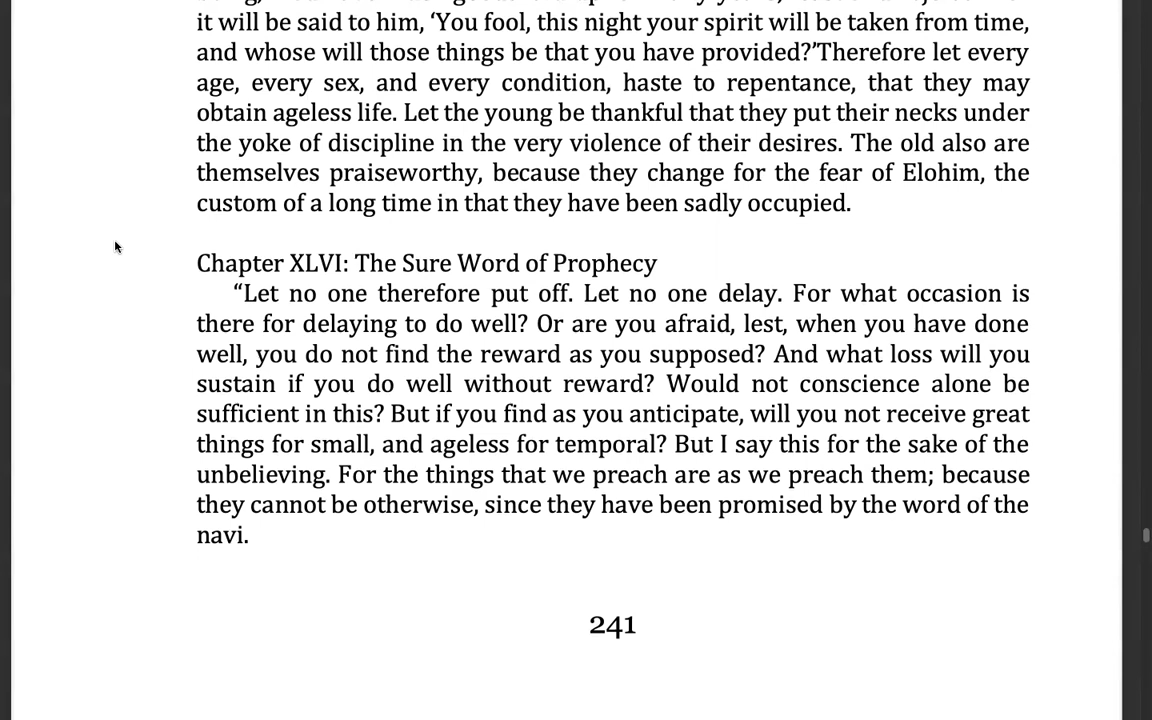 it will be said to him, ‘You fool, this night your spirit will be taken from time,
and whose will those things be that you have provided?’Therefore let every
age, every sex, and every condition, haste to repentance, that they may
obtain ageless life. Let the young be thankful that they put their necks under
the yoke of discipline in the very violence of their desires. The old also are
themselves praiseworthy, because they change for the fear of Elohim, the
custom of a long time in that they have been sadly occupied.
Chapter XLVI: The Sure Word of Prophecy
“Let no one therefore put off. Let no one delay. For what occasion is
there for delaying to do well? Or are you afraid, lest, when you have done
well, you do not find the reward as you supposed? And what loss will you
sustain if you do well without reward? Would not conscience alone be
sufficient in this? But if you find as you anticipate, will you not receive great
things for small, and ageless for temporal? But I say this for the sake of the
unbelieving. For the things that we preach are as we preach them; because
they cannot be otherwise, since they have been promised by the word of the
navi.
241